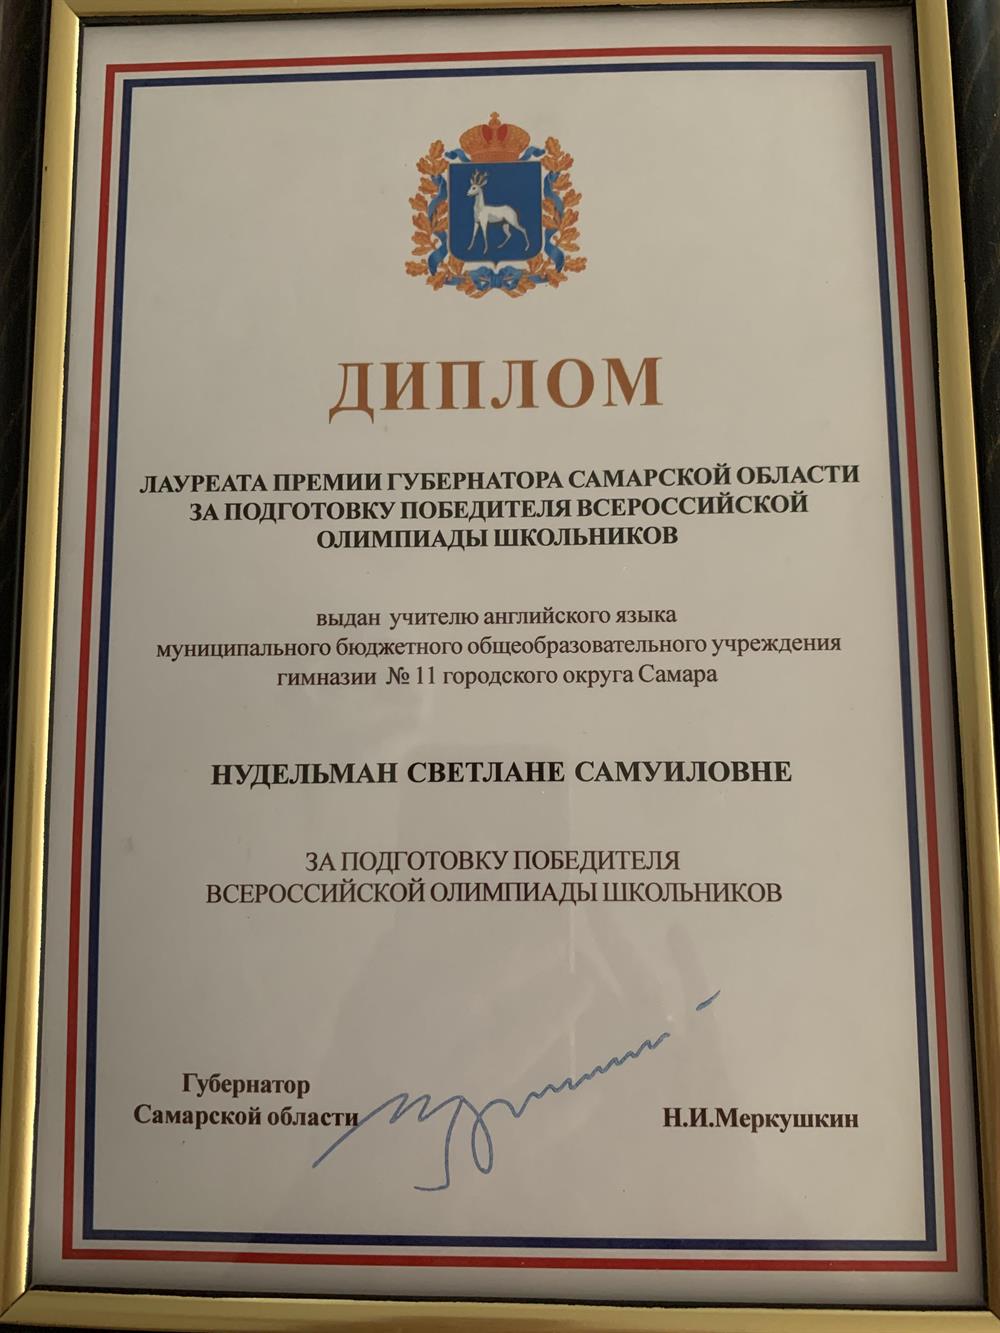 ДИПЛОМ
ЛАУРЕАТА ПРЕМИИ ГУБЕРНАТОРА САМАРСКОЙ ОБЛАСТИ
ЗА ПОДГОТОВКУ ПОБЕДИТЕЛЯ ВСЕРОССИЙСКОЙ
ОЛИМПИАДЫ ШКОЛЬНИКОВ
выдан учителю английского языка
муниципального бюджетного общеобразовательного учреждения
гимназии № 11 городского округа Самара
НУДЕЛЬМАН СВЕТЛАНЕ САМУИЛОВНЕ
ЗА ПОДГОТОВКУ ПОБЕДИТЕЛЯ
ВСЕРОССИЙСКОЙ ОЛИМПИАДЫ ШКОЛЬНИКОВ
Губернатор
Самарской области
Н.И.Меркушкин